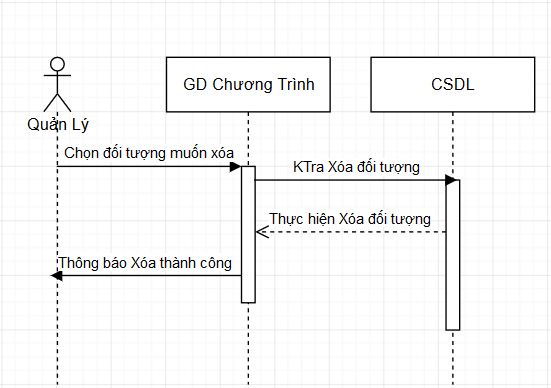 GD Chương Trình
CSDL
Quản Lý
Chọn đối tượng muốn xóa
KTra Xóa đối tượng
Thực hiện Xóa đối tượng
Thông báo Xóa thành công